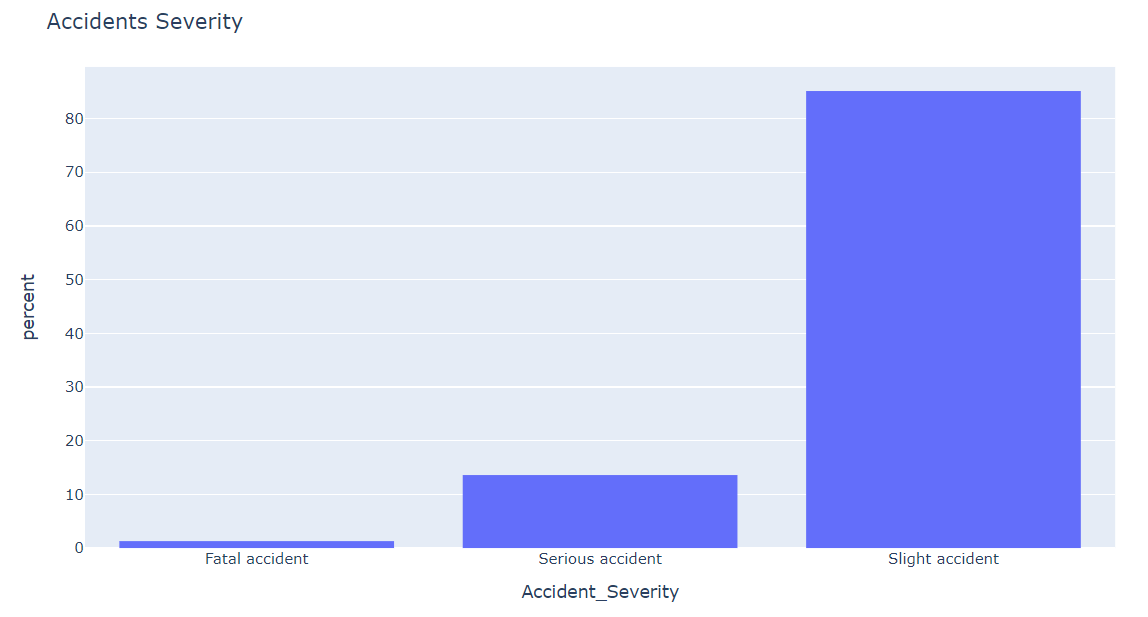 Accidents Severity
percent
80
70
60
50
40
30
20
10
0
Fatal accident
Serious accident
Slight accident
Accident_Severity